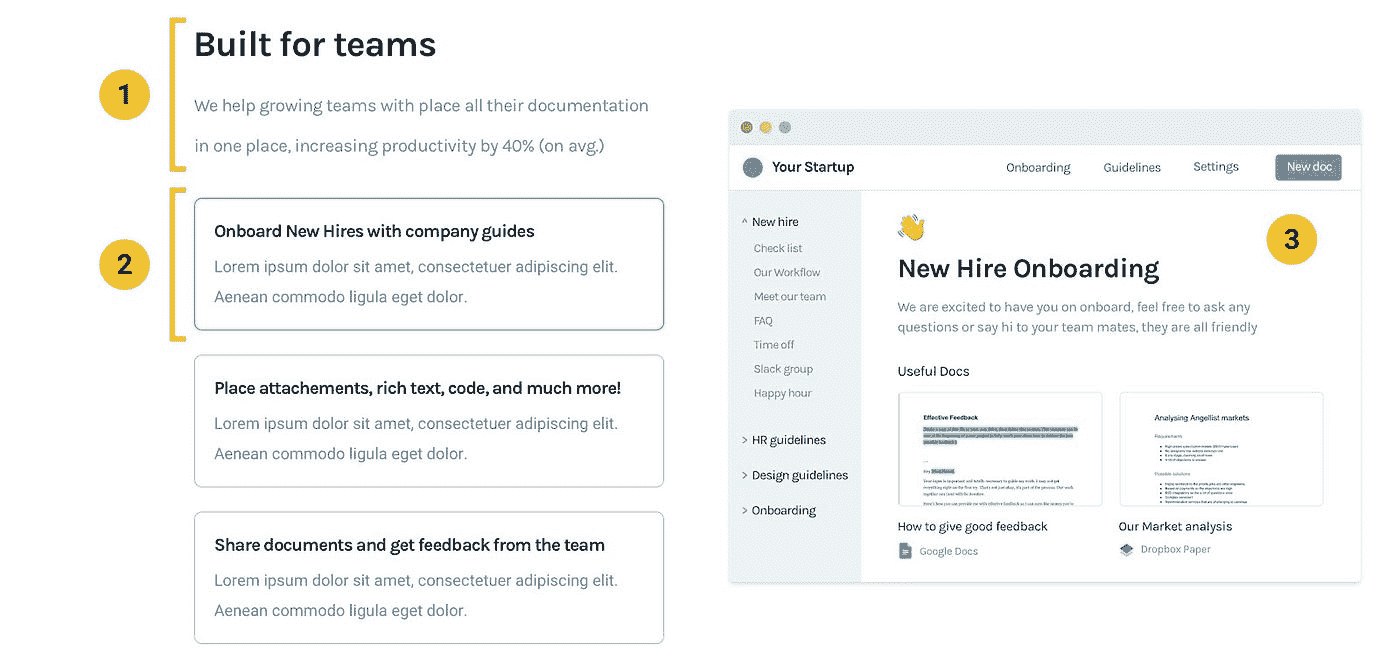 1
Built for teams
We help growing teams with place all their documentation
in one place, increasing productivity by 40% (on avg.)
2
Onboard New Hires with company guides
Lorem ipsum dolor sit amet, consectetuer adipiscing elit.
Aenean commodo ligula eget dolor.
Place attachements, rich text, code, and much more!
Lorem ipsum dolor sit amet, consectetuer adipiscing elit.
Aenean commodo ligula eget dolor.
Share documents and get feedback from the team
Lorem ipsum dolor sit amet, consectetuer adipiscing elit.
Aenean commodo ligula eget dolor.
Your Startup
Onboarding
Guidelines
Settings
New doc
^ New hire
Check list
Our Workflow
Meet our team
FAQ
Time off
Slack group
Happy hour
> HR guidelines
> Design guidelines
> Onboarding
3
New Hire Onboarding
We are excited to have you on onboard, feel free to ask any
questions or say hi to your team mates, they are all friendly
Useful Docs
Effective Feedback
How to give good feedback
Google Docs
Analysing Angellist markets
Requirements
Possible solutions
Our Market analysis
Dropbox Paper